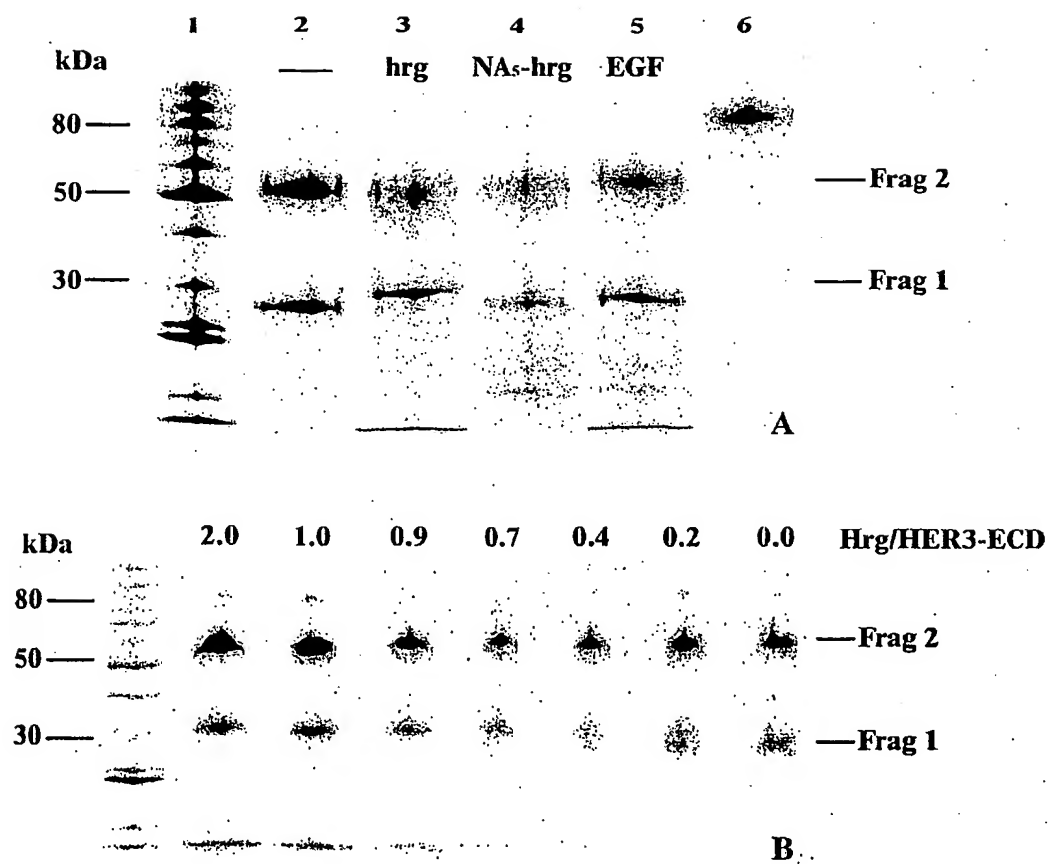 1 2 3 4 5 6
kDa — hrg NA₅-hrg EGF
80
50 Frag 2
30 Frag 1
A
kDa 2.0 1.0 0.9 0.7 0.4 0.2 0.0 Hrg/HER3-ECD
80
Frag 2
50
30 Frag 1
B